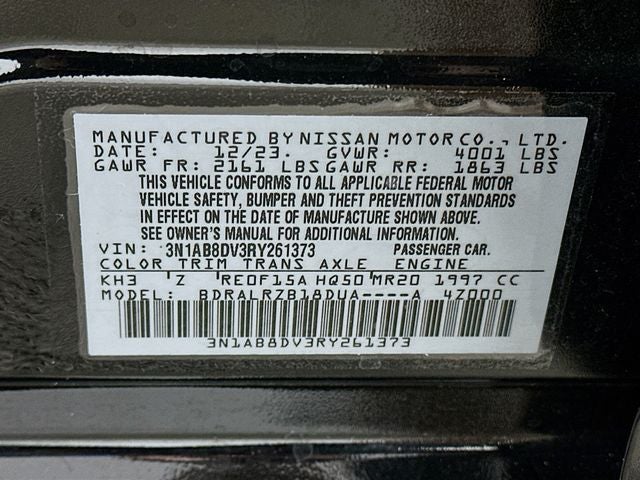 MANUFACTURED BY NISSAN MOTOR CO., LTD.
DATE: 12/23. GVWR: 4001 LBS
GAWR FR: 2161 LBS GAWR RR: 1863 LBS
THIS VEHICLE CONFORMS TO ALL APPLICABLE FEDERAL MOTOR
VEHICLE SAFETY, BUMPER AND THEFT PREVENTION STANDARDS
IN EFFECT ON THE DATE OF MANUFACTURE SHOWN ABOVE.
SEE OWNER'S MANUAL FOR ADDITIONAL INFORMATION.
VIN: 3N1AB8DV3RY261373 PASSENGER CAR.
COLOR TRIM TRANS AXLE ENGINE
KH3 Z RE0F15A HQ50 MR20 1997 CC
BDRALRZB18DUA----A 4Z000
3N1AB8DV3RY261373